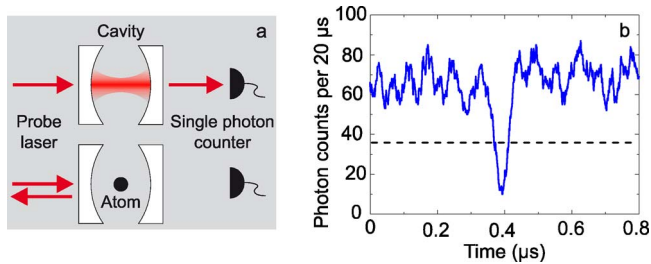 Cavity
a
Probe
laser
Single photon
counter
Atom
b
Photon counts per 20 µs
100
80
60
40
20
0
0
0.2
0.4
0.6
0.8
Time (µs)